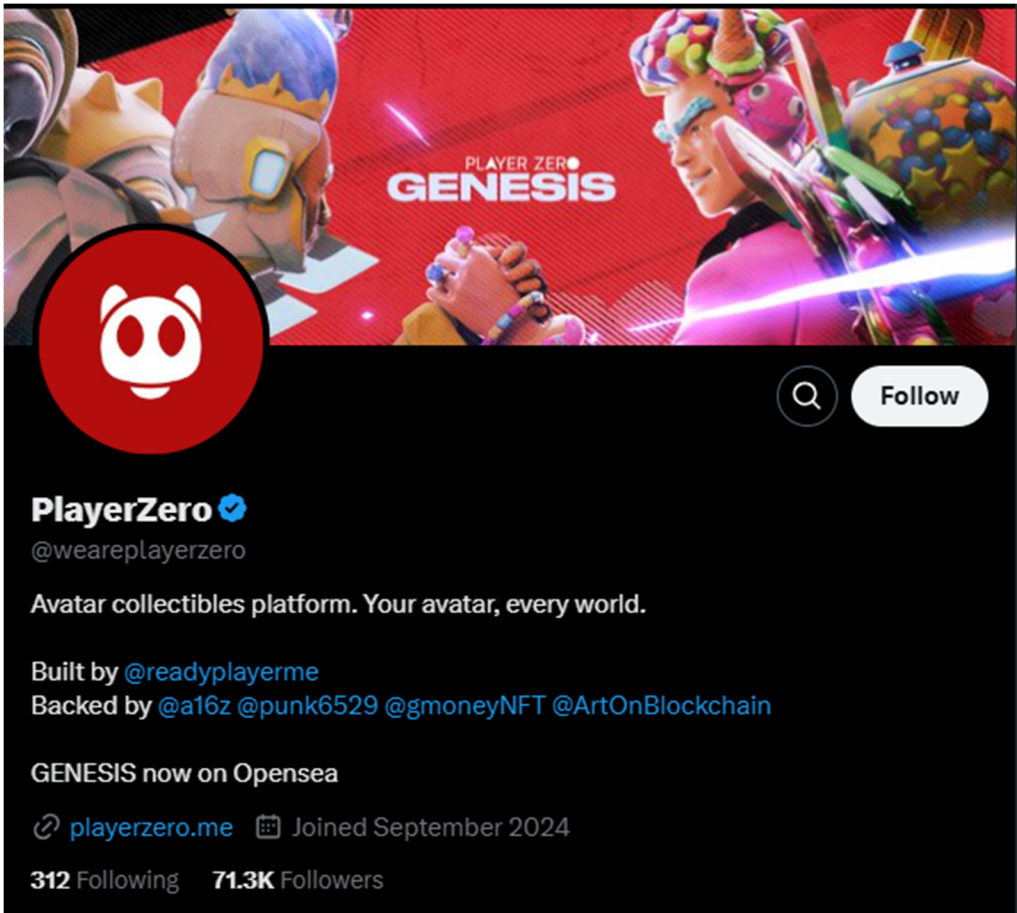 PLAYER ZERO
GENESIS
Follow
PlayerZero
@weareplayerzero
Avatar collectibles platform. Your avatar, every world.
Built by @readyplayerme
Backed by @a16z @punk6529 @gmoneyNFT @ArtOnBlockchain
GENESIS now on Opensea
playerzero.me Joined September 2024
312 Following 71.3K Followers